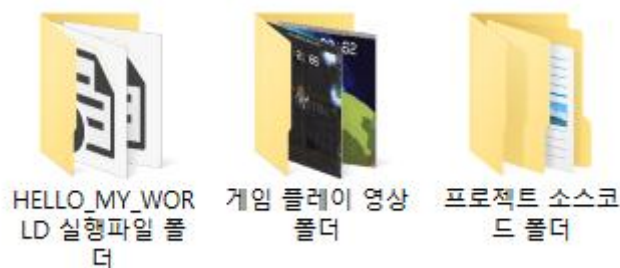 HELLO_MY_WOR
LD 실행파일 폴
더
게임 플레이 영상
폴더
프로젝트 소스코
드 폴더